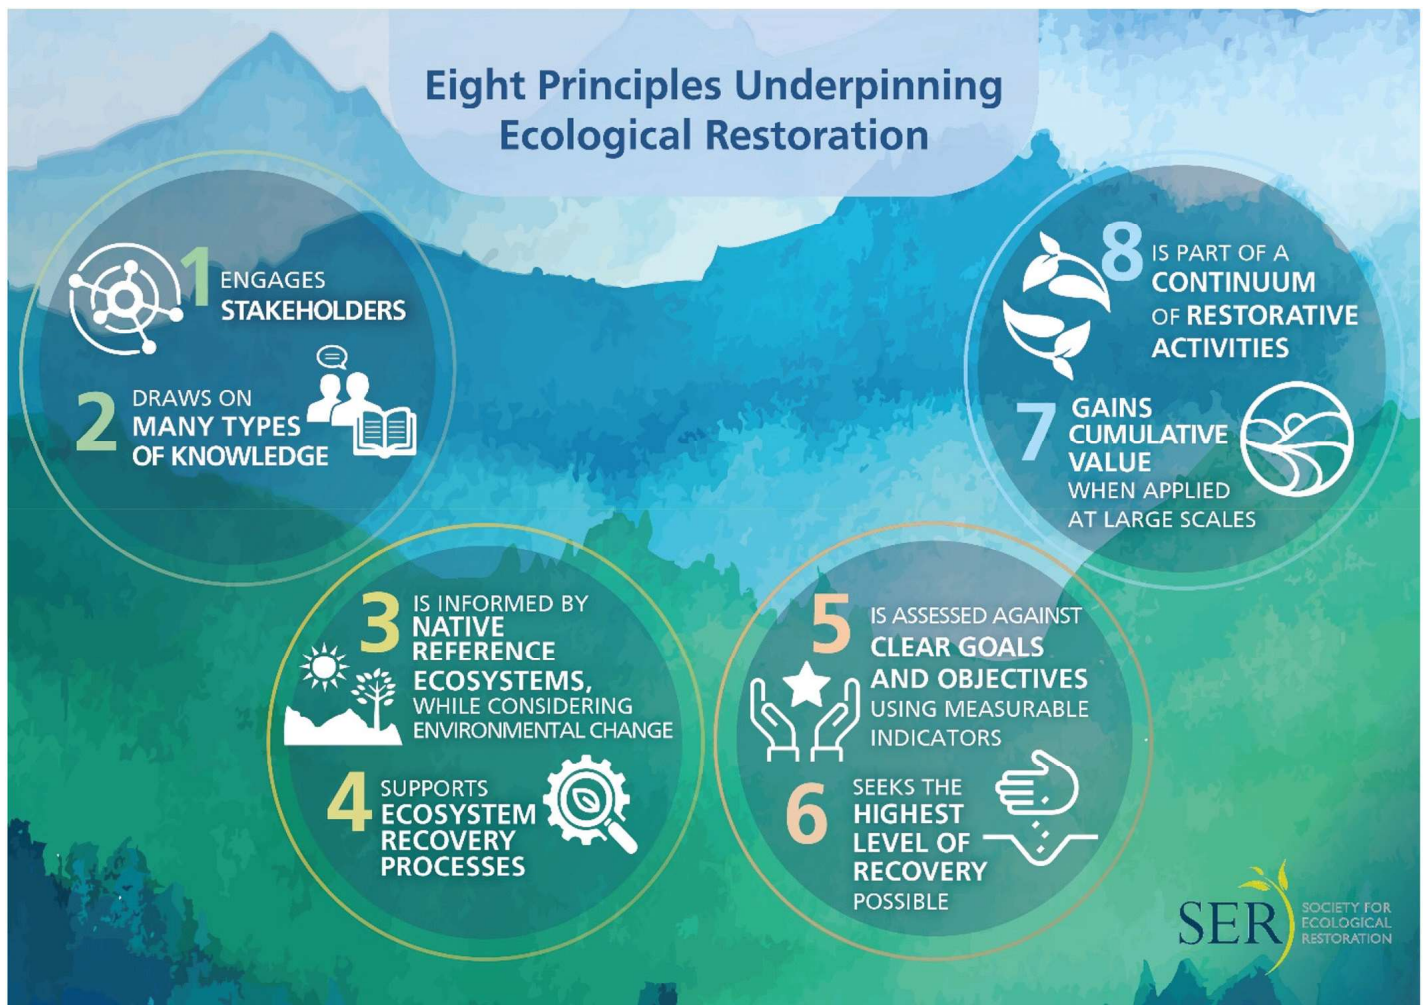 Eight Principles Underpinning
Ecological Restoration
1
ENGAGES
STAKEHOLDERS
2
DRAWS ON
MANY TYPES
OF KNOWLEDGE
3
IS INFORMED BY
NATIVE
REFERENCE
ECOSYSTEMS,
WHILE CONSIDERING
ENVIRONMENTAL CHANGE
4
SUPPORTS
ECOSYSTEM
RECOVERY
PROCESSES
5
IS ASSESSED AGAINST
CLEAR GOALS
AND OBJECTIVES
USING MEASURABLE
INDICATORS
6
SEEKS THE
HIGHEST
LEVEL OF
RECOVERY
POSSIBLE
7
GAINS
CUMULATIVE
VALUE
WHEN APPLIED
AT LARGE SCALES
8
IS PART OF A
CONTINUUM
OF RESTORATIVE
ACTIVITIES
SER
SOCIETY FOR
ECOLOGICAL
RESTORATION